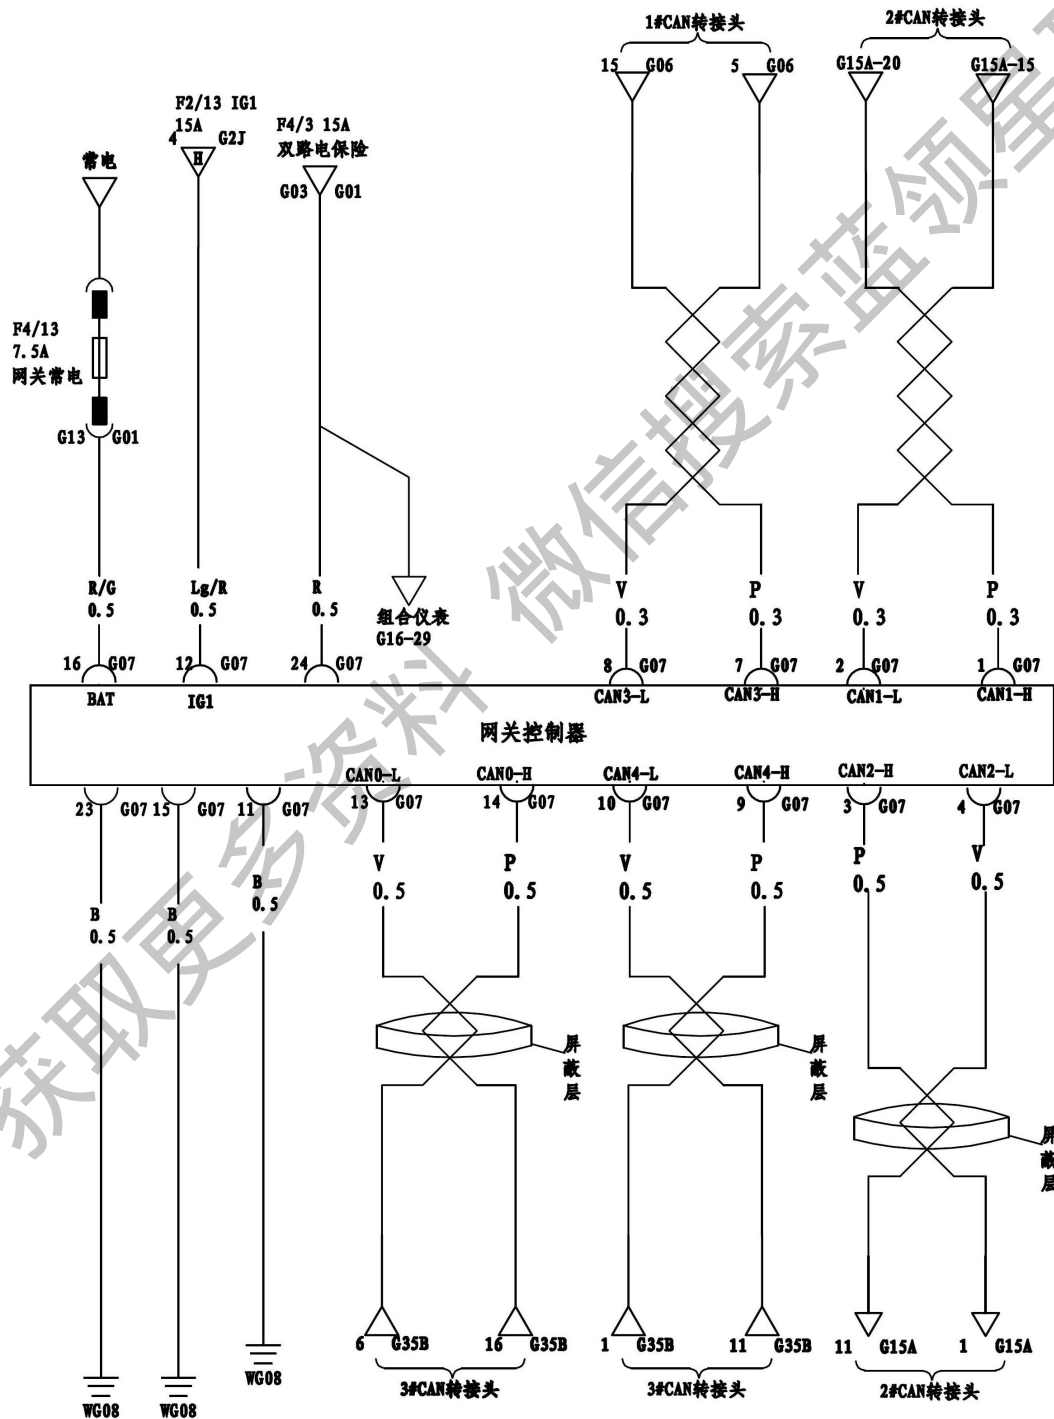 1#CAN转接头
2#CAN转接头
15 G06
5 G06
G15A-20
G15A-15
F2/13 IG1
15A
4 G2J
H
F4/3 15A
双路电保险
G03 G01
常电
F4/13
7.5A
网关常电
G13 G01
R/G
0.5
Lg/R
0.5
R
0.5
组合仪表
G16-29
V
0.3
P
0.3
V
0.3
P
0.3
16 G07
12 G07
24 G07
8 G07
7 G07
2 G07
1 G07
BAT
IG1
CAN3-L
CAN3-H
CAN1-L
CAN1-H
网关控制器
CAN0-L
CAN0-H
CAN4-L
CAN4-H
CAN2-H
CAN2-L
23 G07
15 G07
11 G07
13 G07
14 G07
10 G07
9 G07
3 G07
4 G07
B
0.5
B
0.5
B
0.5
V
0.5
P
0.5
V
0.5
P
0.5
P
0.5
V
0.5
屏蔽层
屏蔽层
屏蔽层
6 G35B
16 G35B
1 G35B
11 G35B
11 G15A
1 G15A
WG08
WG08
WG08
3#CAN转接头
3#CAN转接头
2#CAN转接头
获取更多资料 微信搜索蓝领星